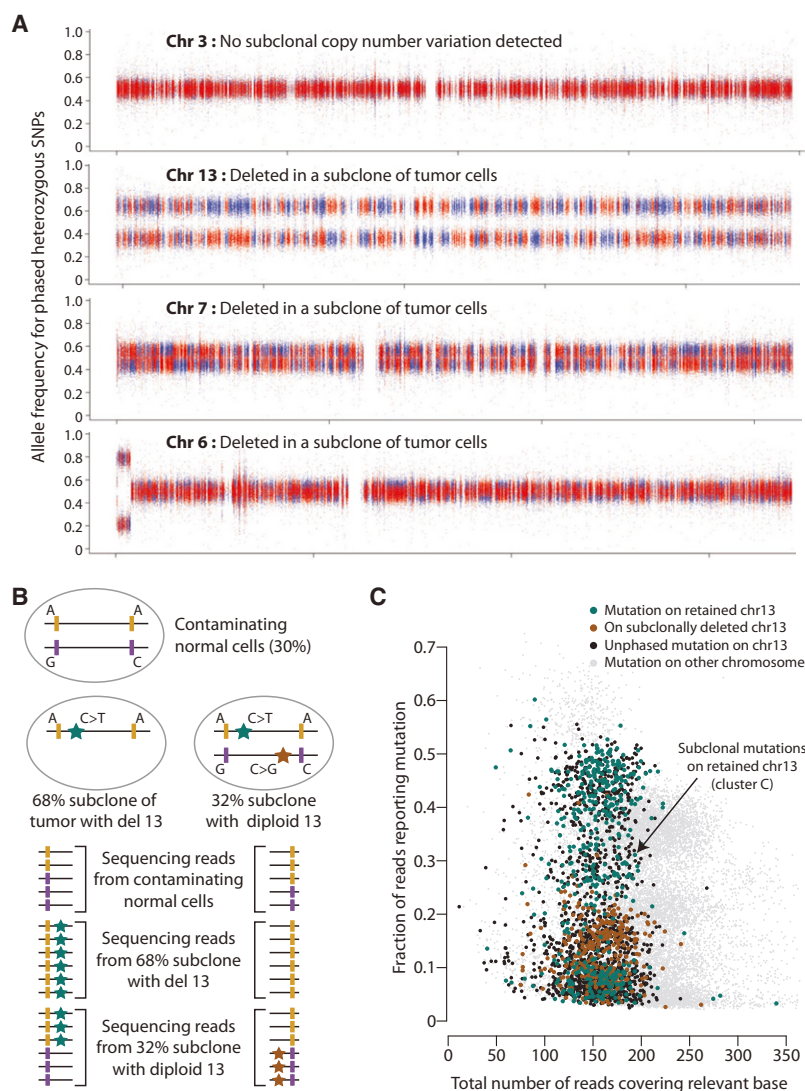 A
Allele frequency for phased heterozygous SNPs
Chr 3 : No subclonal copy number variation detected
1.0
0.8
0.6
0.4
0.2
0
Chr 13 : Deleted in a subclone of tumor cells
1.0
0.8
0.6
0.4
0.2
0
Chr 7 : Deleted in a subclone of tumor cells
1.0
0.8
0.6
0.4
0.2
0
Chr 6 : Deleted in a subclone of tumor cells
1.0
0.8
0.6
0.4
0.2
0
B
A A
G C
Contaminating
normal cells (30%)
A C>T A
68% subclone of
tumor with del 13
A C>T A
G C>G C
32% subclone
with diploid 13
Sequencing reads
from contaminating
normal cells
Sequencing reads
from 68% subclone
with del 13
Sequencing reads
from 32% subclone
with diploid 13
C
Mutation on retained chr13
On subclonally deleted chr13
Unphased mutation on chr13
Mutation on other chromosome
Subclonal mutations
on retained chr13
(cluster C)
Fraction of reads reporting mutation
0.7
0.6
0.5
0.4
0.3
0.2
0.1
0
0 50 100 150 200 250 300 350
Total number of reads covering relevant base